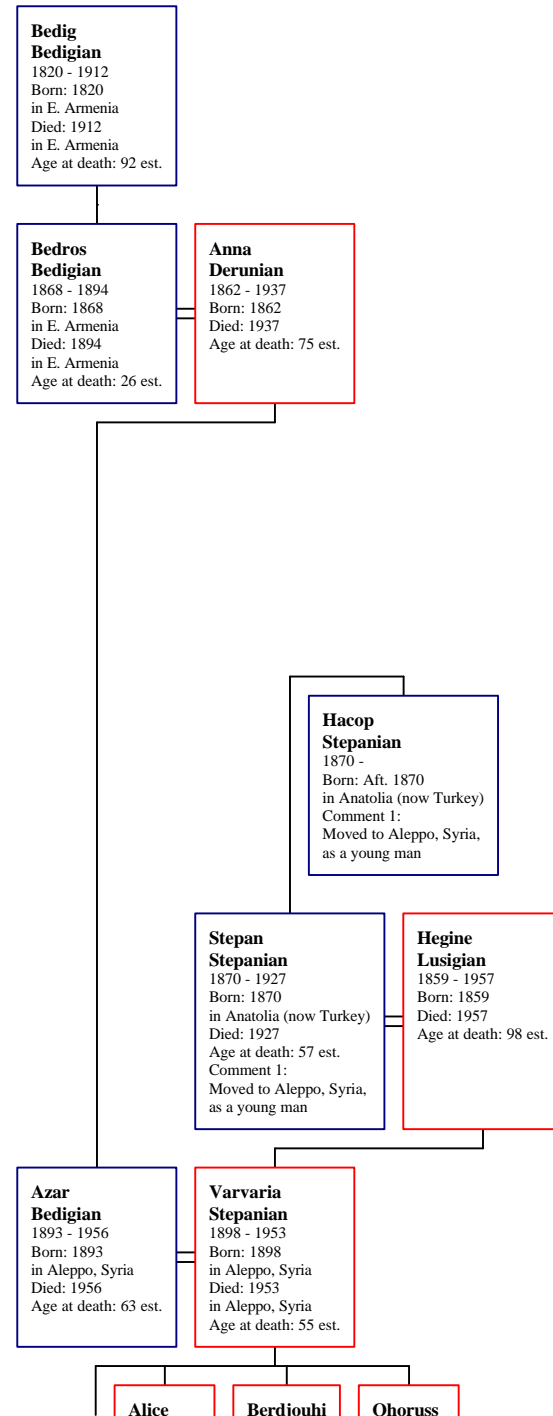 Bedig
Bedigian
1820 - 1912
Born: 1820
in E. Armenia
Died: 1912
in E. Armenia
Age at death: 92 est.
Bedros
Bedigian
1868 - 1894
Born: 1868
in E. Armenia
Died: 1894
in E. Armenia
Age at death: 26 est.
Anna
Derunian
1862 - 1937
Born: 1862
Died: 1937
Age at death: 75 est.
Hacop
Stepanian
1870 -
Born: Aft. 1870
in Anatolia (now Turkey)
Comment 1:
Moved to Aleppo, Syria,
as a young man
Stepan
Stepanian
1870 - 1927
Born: 1870
in Anatolia (now Turkey)
Died: 1927
Age at death: 57 est.
Comment 1:
Moved to Aleppo, Syria,
as a young man
Hegine
Lusigian
1859 - 1957
Born: 1859
Died: 1957
Age at death: 98 est.
Azar
Bedigian
1893 - 1956
Born: 1893
in Aleppo, Syria
Died: 1956
Age at death: 63 est.
Varvaria
Stepanian
1898 - 1953
Born: 1898
in Aleppo, Syria
Died: 1953
in Aleppo, Syria
Age at death: 55 est.
Alice
Berdjouhi
Ohoruss